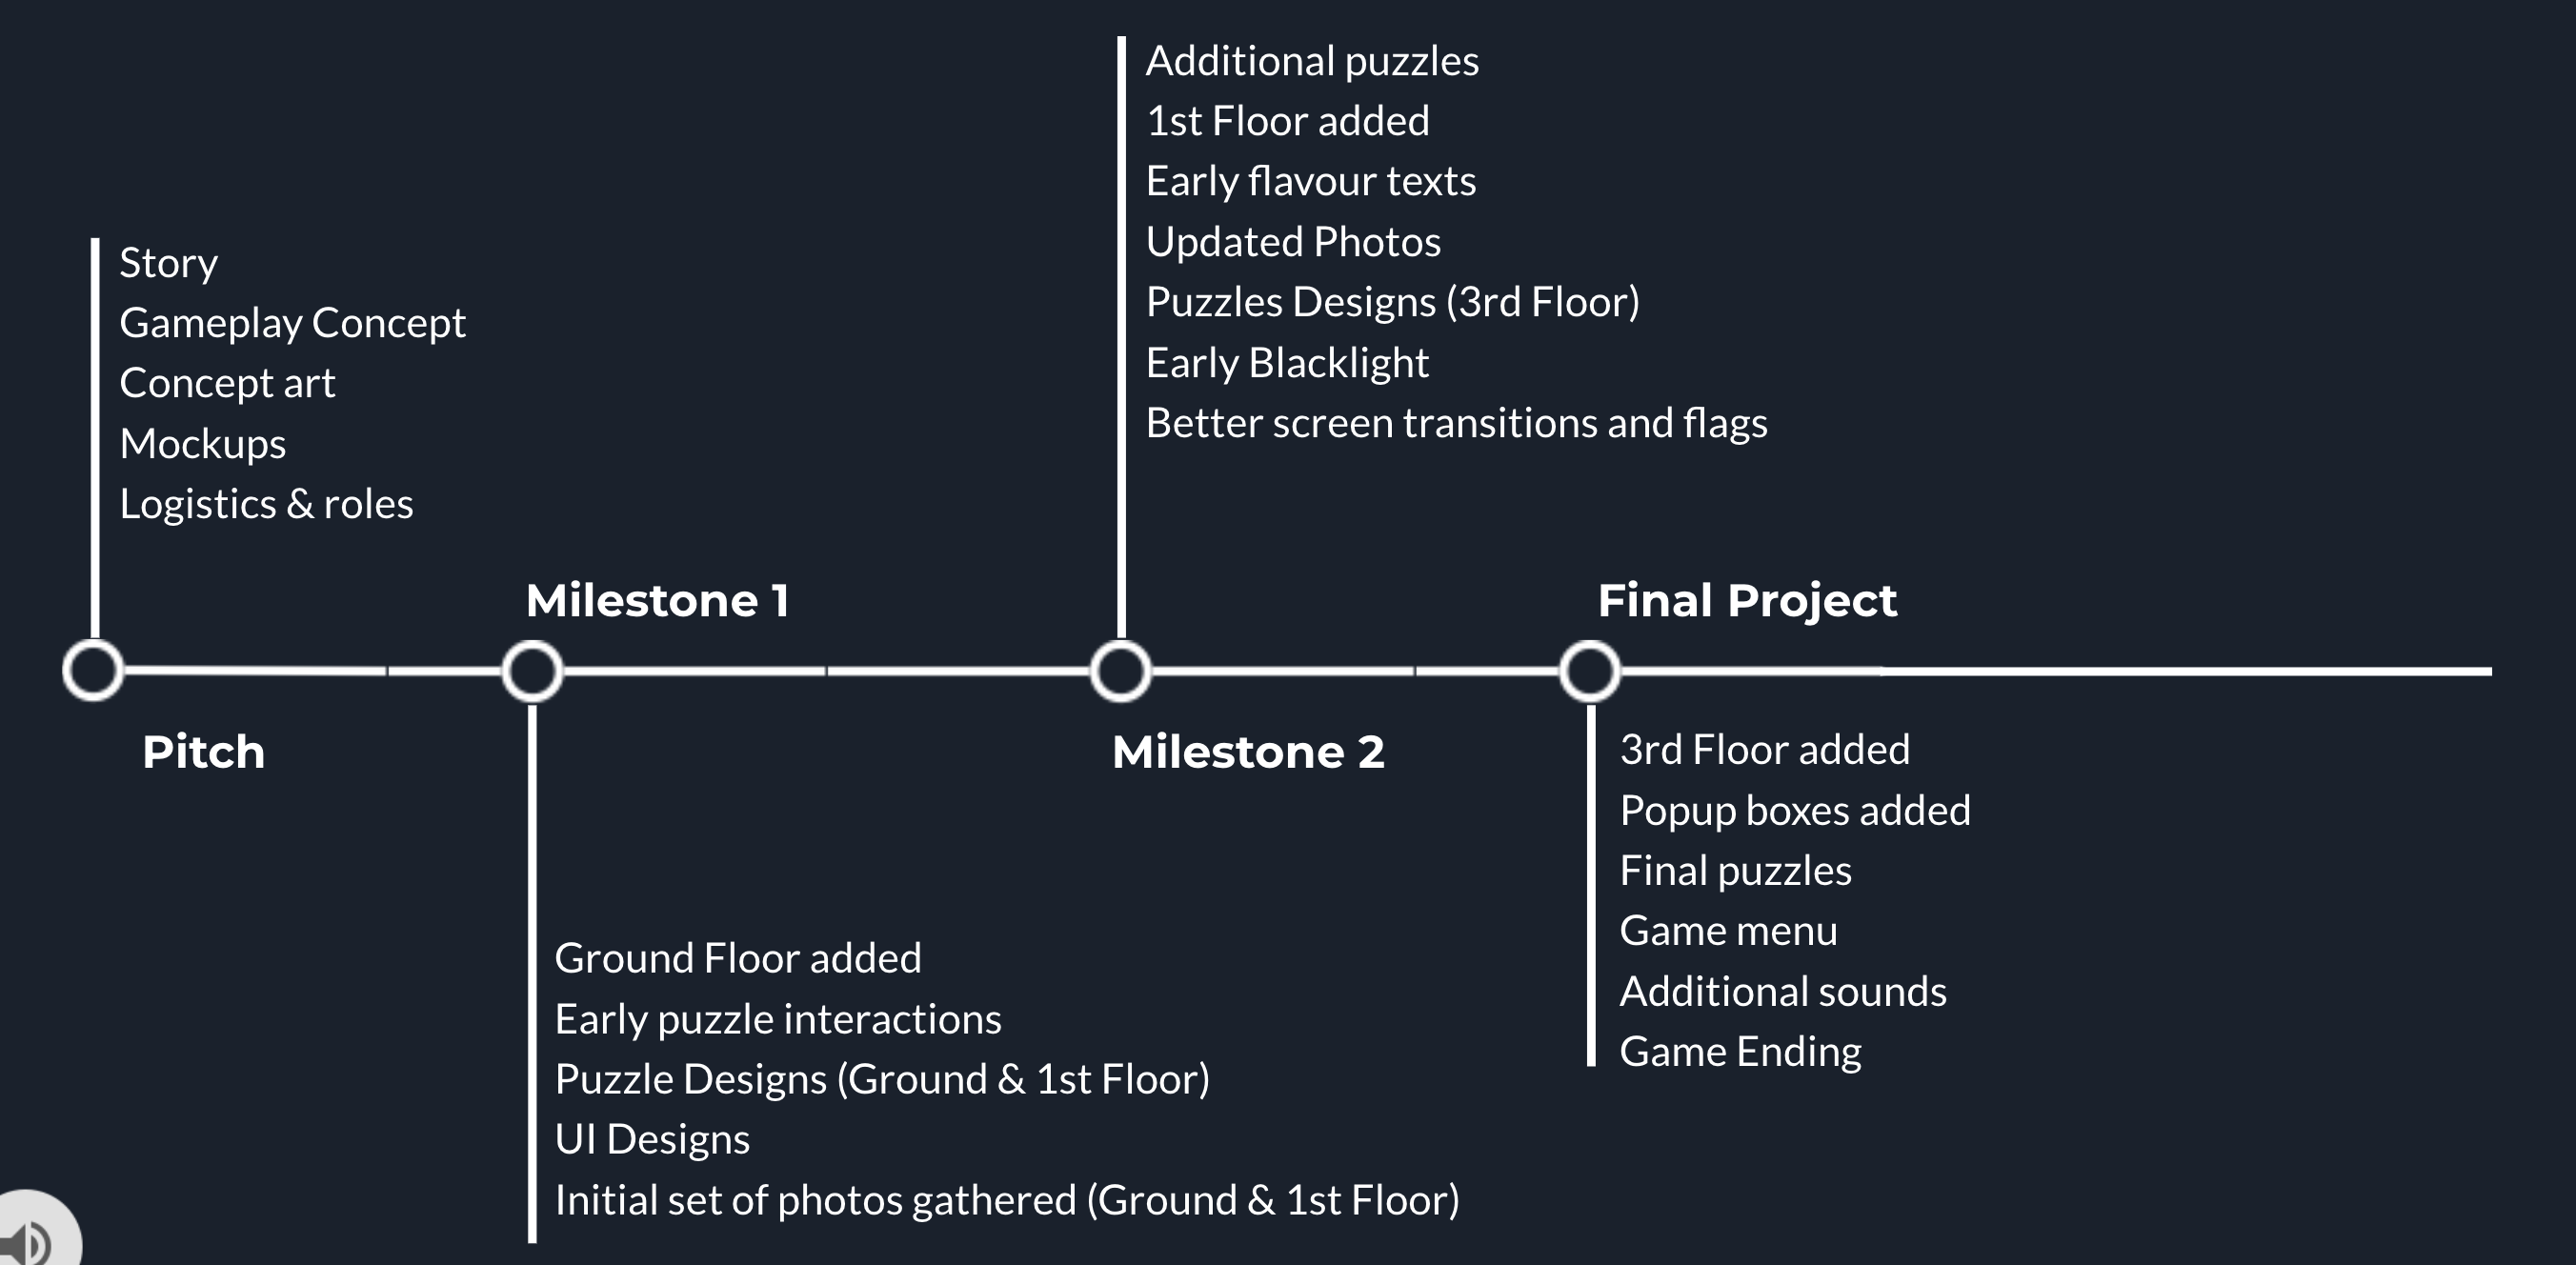 Story
Gameplay Concept
Concept art
Mockups
Logistics & roles
Pitch
Milestone 1
Ground Floor added
Early puzzle interactions
Puzzle Designs (Ground & 1st Floor)
UI Designs
Initial set of photos gathered (Ground & 1st Floor)
Additional puzzles
1st Floor added
Early flavour texts
Updated Photos
Puzzles Designs (3rd Floor)
Early Blacklight
Better screen transitions and flags
Milestone 2
Final Project
3rd Floor added
Popup boxes added
Final puzzles
Game menu
Additional sounds
Game Ending